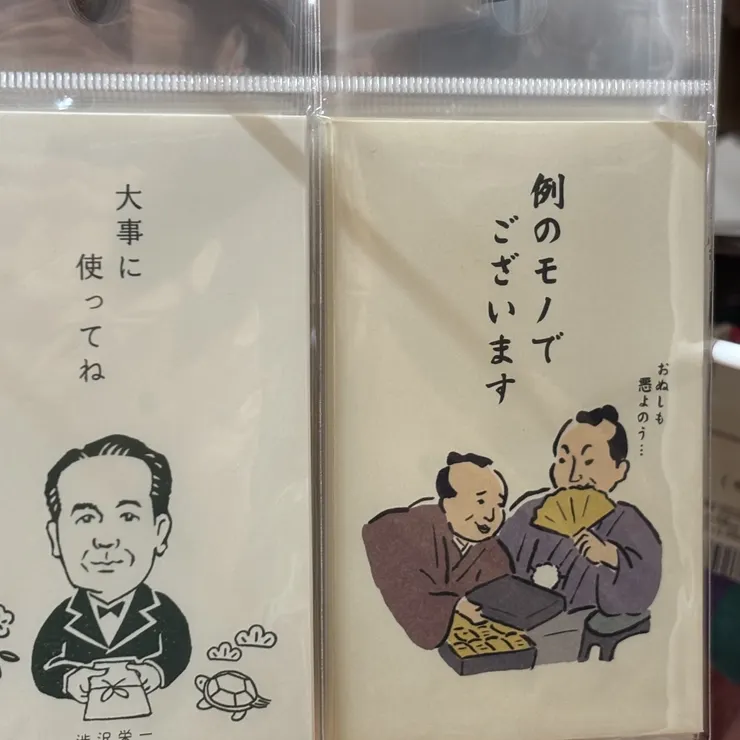 大事に
使ってね
渋沢栄一
例のモノで
ございます
おぬしも
悪よのう…